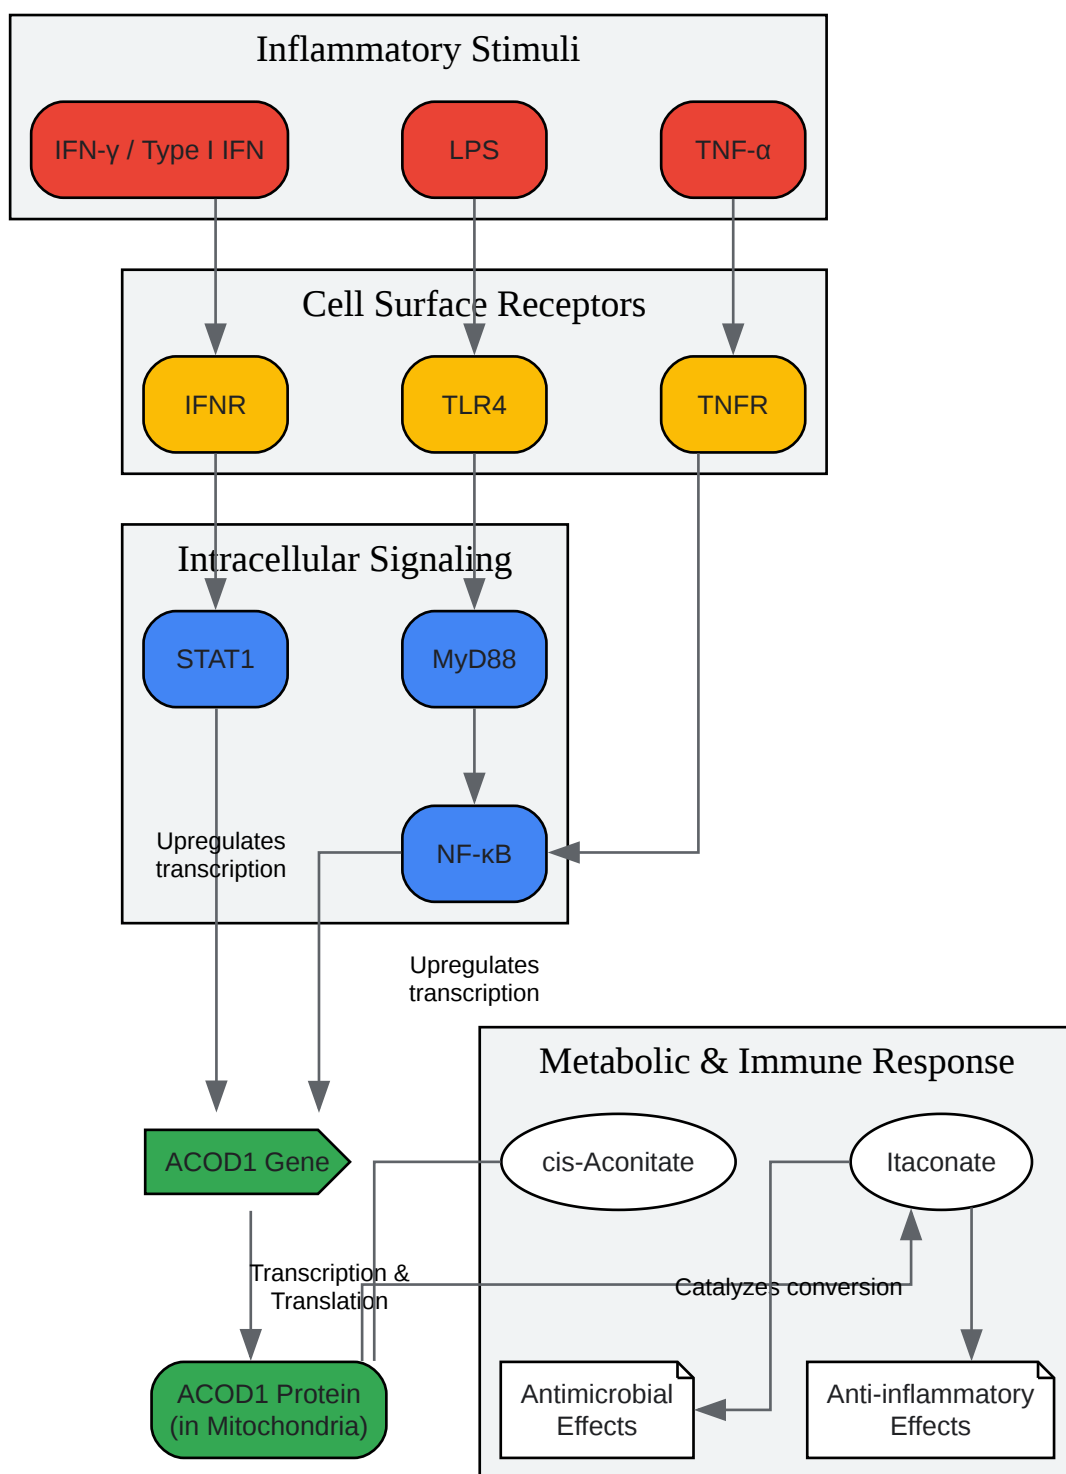 Inflammatory Stimuli
IFN-γ / Type I IFN
LPS
TNF-α
Cell Surface Receptors
IFNR
TLR4
TNFR
Intracellular Signaling
STAT1
MyD88
Upregulates
transcription
NF-κB
Upregulates
transcription
Metabolic & Immune Response
ACOD1 Gene
cis-Aconitate
Itaconate
Transcription &
Translation
Catalyzes conversion
ACOD1 Protein
(in Mitochondria)
Antimicrobial
Effects
Anti-inflammatory
Effects